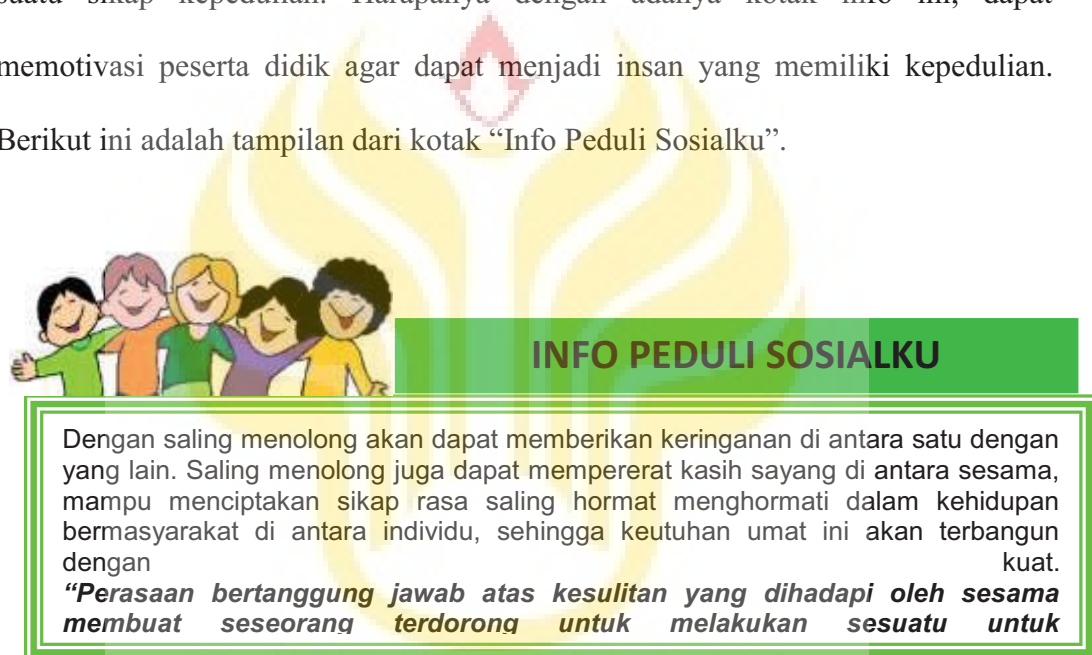 suatu sikap kepedulian. Harapanya dengan adanya kotak info ini, dapat
memotivasi peserta didik agar dapat menjadi insan yang memiliki kepedulian.
Berikut ini adalah tampilan dari kotak “Info Peduli Sosialku”.
INFO PEDULI SOSIALKU
Dengan saling menolong akan dapat memberikan keringanan di antara satu dengan
yang lain. Saling menolong juga dapat mempererat kasih sayang di antara sesama,
mampu menciptakan sikap rasa saling hormat menghormati dalam kehidupan
bermasyarakat di antara individu, sehingga keutuhan umat ini akan terbangun
dengan kuat.
“Perasaan bertanggung jawab atas kesulitan yang dihadapi oleh sesama
membuat seseorang terdorong untuk melakukan sesuatu untuk